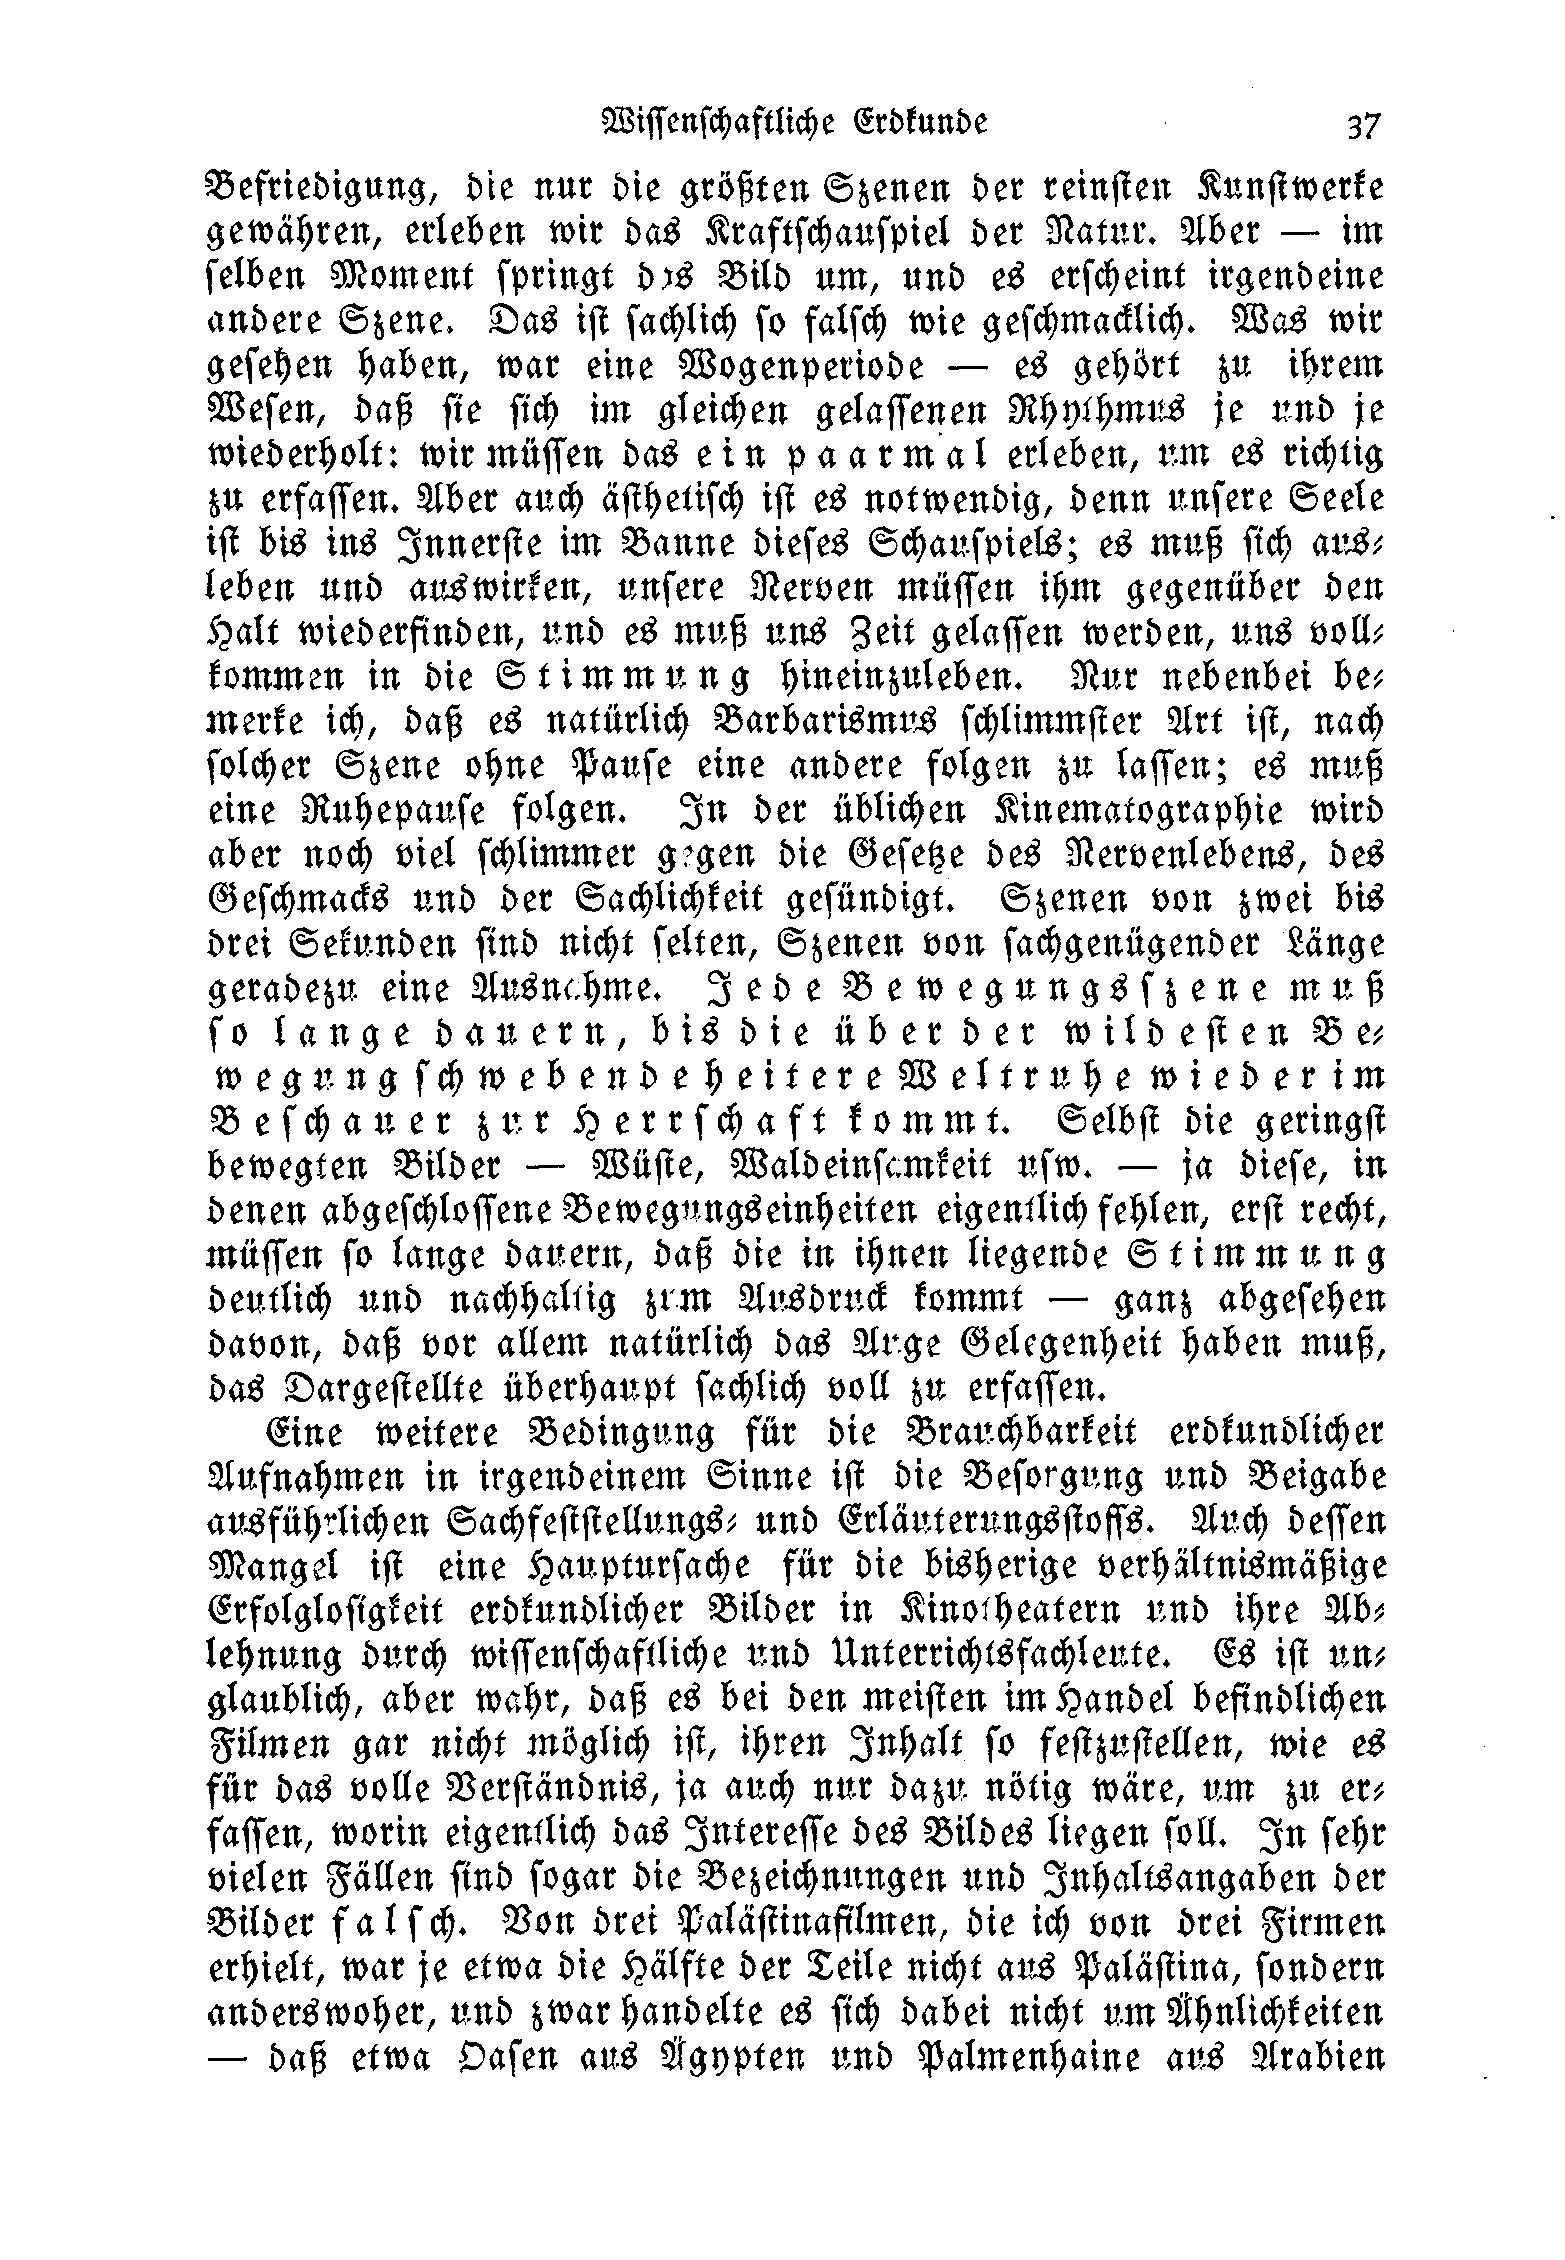 Wissenschaftliche Erdkunde 37
Befriedigung, die nur die größten Szenen der reinsten Kunstwerke
gewähren, erleben wir das Kraftschauspiel der Natur. Aber — im
selben Moment springt das Bild um, und es erscheint irgendeine
andere Szene. Das ist sachlich so falsch wie geschmacklich. Was wir
gesehen haben, war eine Wogenperiode — es gehört zu ihrem
Wesen, daß sie sich im gleichen gelassenen Rhythmus je und je
wiederholt: wir müssen das ein paarmal erleben, um es richtig
zu erfassen. Aber auch ästhetisch ist es notwendig, denn unsere Seele
ist bis ins Innerste im Banne dieses Schauspiels; es muß sich aus-
leben und auswirken, unsere Nerven müssen ihm gegenüber den
Halt wiederfinden, und es muß uns Zeit gelassen werden, uns voll-
kommen in die Stimmung hineinzuleben. Nur nebenbei be-
merke ich, daß es natürlich Barbarismus schlimmster Art ist, nach
solcher Szene ohne Pause eine andere folgen zu lassen; es muß
eine Ruhepause folgen. In der üblichen Kinematographie wird
aber noch viel schlimmer gegen die Gesetze des Nervenlebens, des
Geschmacks und der Sachlichkeit gesündigt. Szenen von zwei bis
drei Sekunden sind nicht selten, Szenen von sachgenügender Länge
geradezu eine Ausnahme. Jede Bewegungsszene muß
so lange dauern, bis die über der wildesten Be-
wegung schwebende heitere Weltruhe wieder im
Beschauer zur Herrschaft kommt. Selbst die geringst
bewegten Bilder — Wüste, Waldeinsamkeit usw. — ja diese, in
denen abgeschlossene Bewegungseinheiten eigentlich fehlen, erst recht,
müssen so lange dauern, daß die in ihnen liegende Stimmung
deutlich und nachhaltig zum Ausdruck kommt — ganz abgesehen
davon, daß vor allem natürlich das Auge Gelegenheit haben muß,
das Dargestellte überhaupt sachlich voll zu erfassen.
Eine weitere Bedingung für die Brauchbarkeit erdkundlicher
Aufnahmen in irgendeinem Sinne ist die Besorgung und Beigabe
ausführlichen Sachfeststellungs- und Erläuterungsstoffs. Auch dessen
Mangel ist eine Hauptursache für die bisherige verhältnismäßige
Erfolglosigkeit erdkundlicher Bilder in Kinotheatern und ihre Ab-
lehnung durch wissenschaftliche und Unterrichtsfachleute. Es ist un-
glaublich, aber wahr, daß es bei den meisten im Handel befindlichen
Filmen gar nicht möglich ist, ihren Inhalt so festzustellen, wie es
für das volle Verständnis, ja auch nur dazu nötig wäre, um zu er-
fassen, worin eigentlich das Interesse des Bildes liegen soll. In sehr
vielen Fällen sind sogar die Bezeichnungen und Inhaltsangaben der
Bilder falsch. Von drei Palästinafilmen, die ich von drei Firmen
erhielt, war je etwa die Hälfte der Teile nicht aus Palästina, sondern
anderswoher, und zwar handelte es sich dabei nicht um Ähnlichkeiten
— daß etwa Oasen aus Ägypten und Palmenhaine aus Arabien